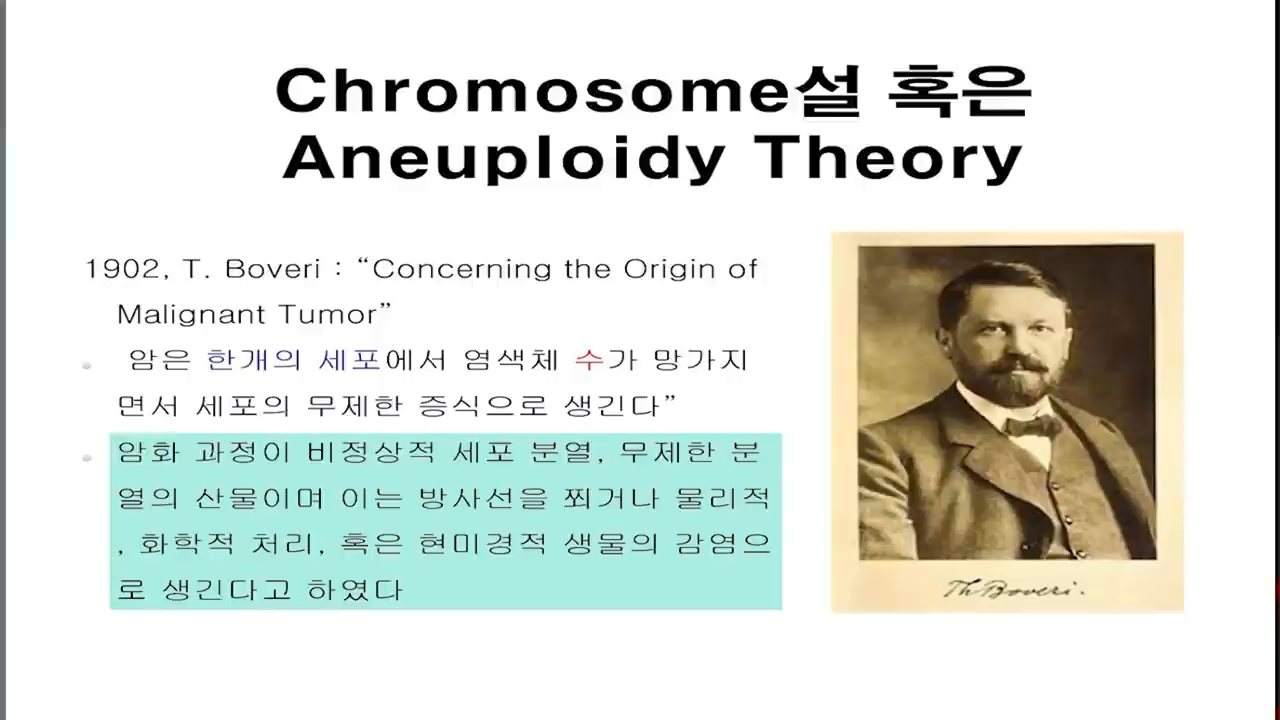 Chromosome설 혹은
Aneuploidy Theory
1902, T. Boveri : “Concerning the Origin of
Malignant Tumor”
암은 한개의 세포에서 염색체 수가 망가지
면서 세포의 무제한 증식으로 생긴다”
암화 과정이 비정상적 세포 분열, 무제한 분
열의 산물이며 이는 방사선을 쬐거나 물리적
, 화학적 처리, 혹은 현미경적 생물의 감염으
로 생긴다고 하였다
Th Boveri.